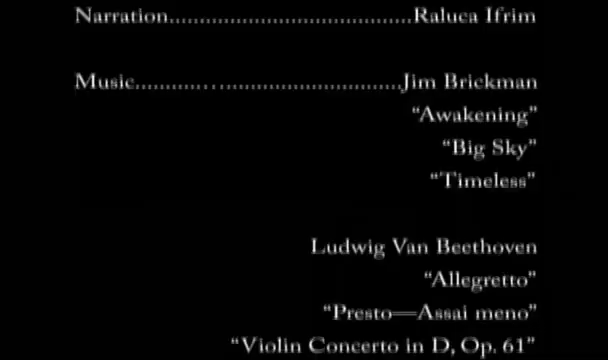 Narration........................................Raluca Ifrim
Music..........…..............................Jim Brickman
“Awakening”
“Big Sky”
“Timeless”
Ludwig Van Beethoven
“Allegretto”
“Presto—Assai meno”
“Violin Concerto in D, Op. 61”